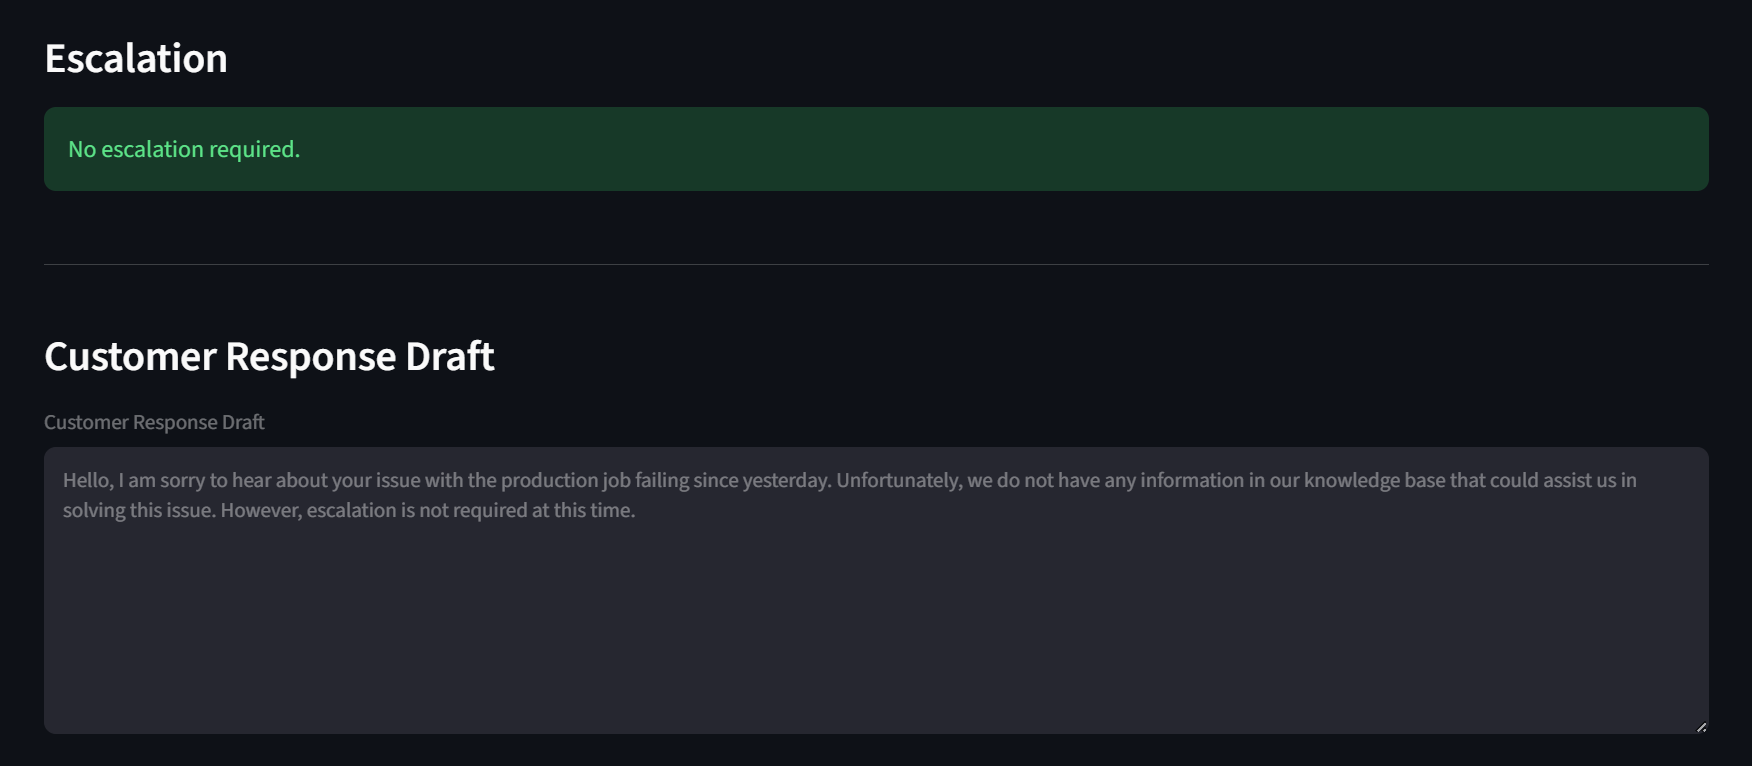 Escalation
No escalation required.
Customer Response Draft
Customer Response Draft
Hello, I am sorry to hear about your issue with the production job failing since yesterday. Unfortunately, we do not have any information in our knowledge base that could assist us in
solving this issue. However, escalation is not required at this time.